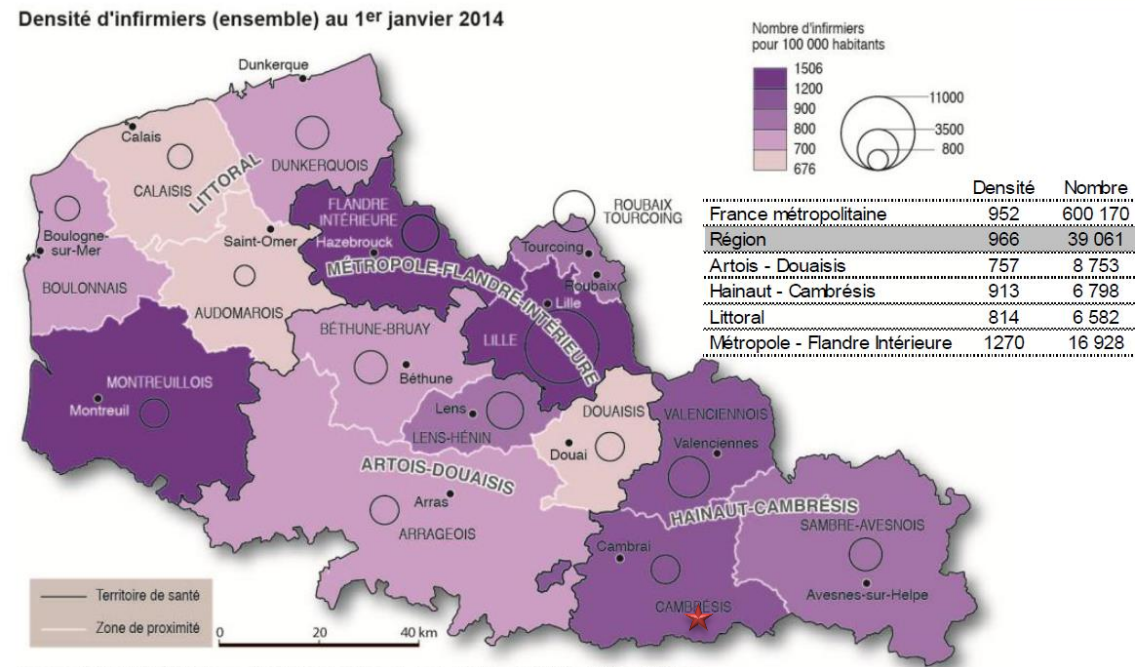 Densité d'infirmiers (ensemble) au 1er janvier 2014
Nombre d'infirmiers
pour 100 000 habitants
1506
1200
900
800
700
676
11000
3500
800
Densité Nombre
France métropolitaine 952 600 170
Région 966 39 061
Artois - Douaisis 757 8 753
Hainaut - Cambrésis 913 6 798
Littoral 814 6 582
Métropole - Flandre Intérieure 1270 16 928
Dunkerque
Calais
DUNKERQUOIS
CALAISIS
LITTORAL
FLANDRE
INTÉRIEURE
Hazebrouck
ROUBAIX
TOURCOING
Tourcoing
Roubaix
Boulogne-
sur-Mer
Saint-Omer
MÉTROPOLE-FLANDRE-INTÉRIEURE
Lille
BOULONNAIS
AUDOMAROIS
BÉTHUNE-BRUAY
LILLE
MONTREUILLOIS
Montreuil
Béthune
Lens
LENS-HÉNIN
DOUAISIS
Douai
VALENCIENNOIS
Valenciennes
ARTOIS-DOUAISIS
Arras
ARRAGEOIS
HAINAUT-CAMBRÉSIS
SAMBRE-AVESNOIS
Cambrai
CAMBRÉSIS
Avesnes-sur-Helpe
Territoire de santé
Zone de proximité
0 20 40 km